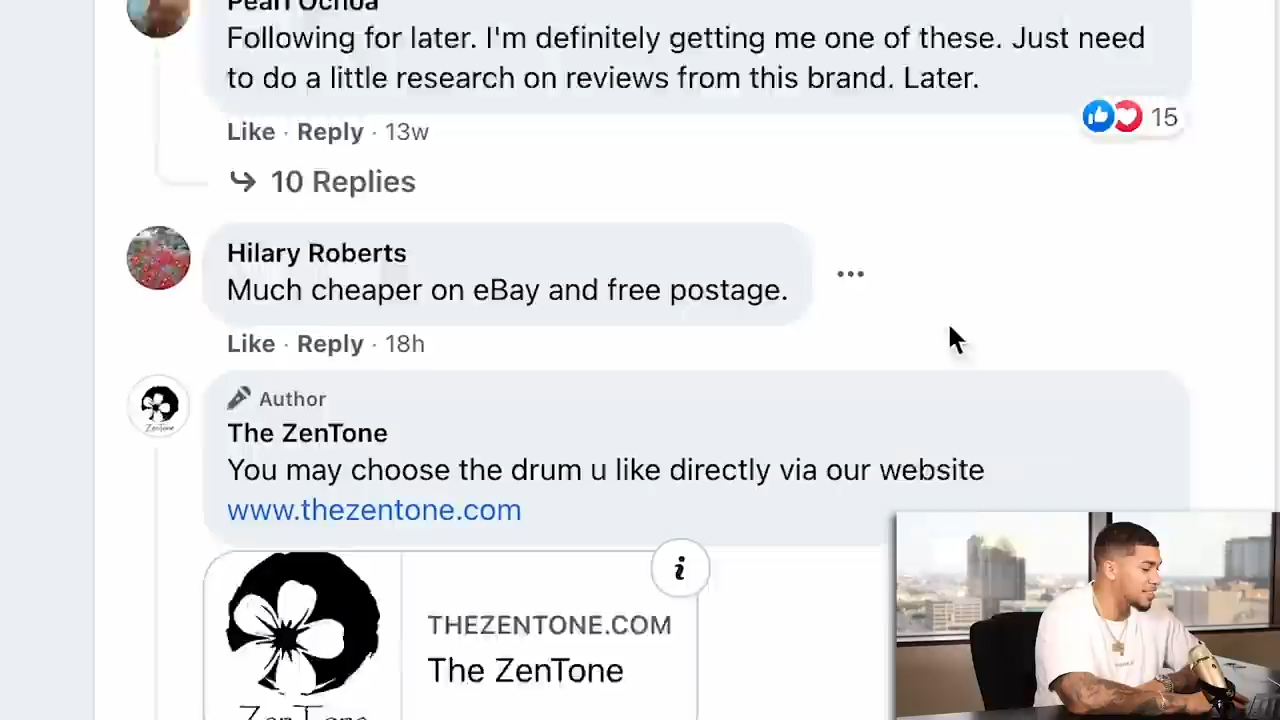 Pearl Ochoa
Following for later. I'm definitely getting me one of these. Just need
to do a little research on reviews from this brand. Later.
15
Like · Reply · 13w
10 Replies
Hilary Roberts
Much cheaper on eBay and free postage.
Like · Reply · 18h
Author
The ZenTone
You may choose the drum u like directly via our website
www.thezentone.com
THEZENTONE.COM
The ZenTone
ZenTone